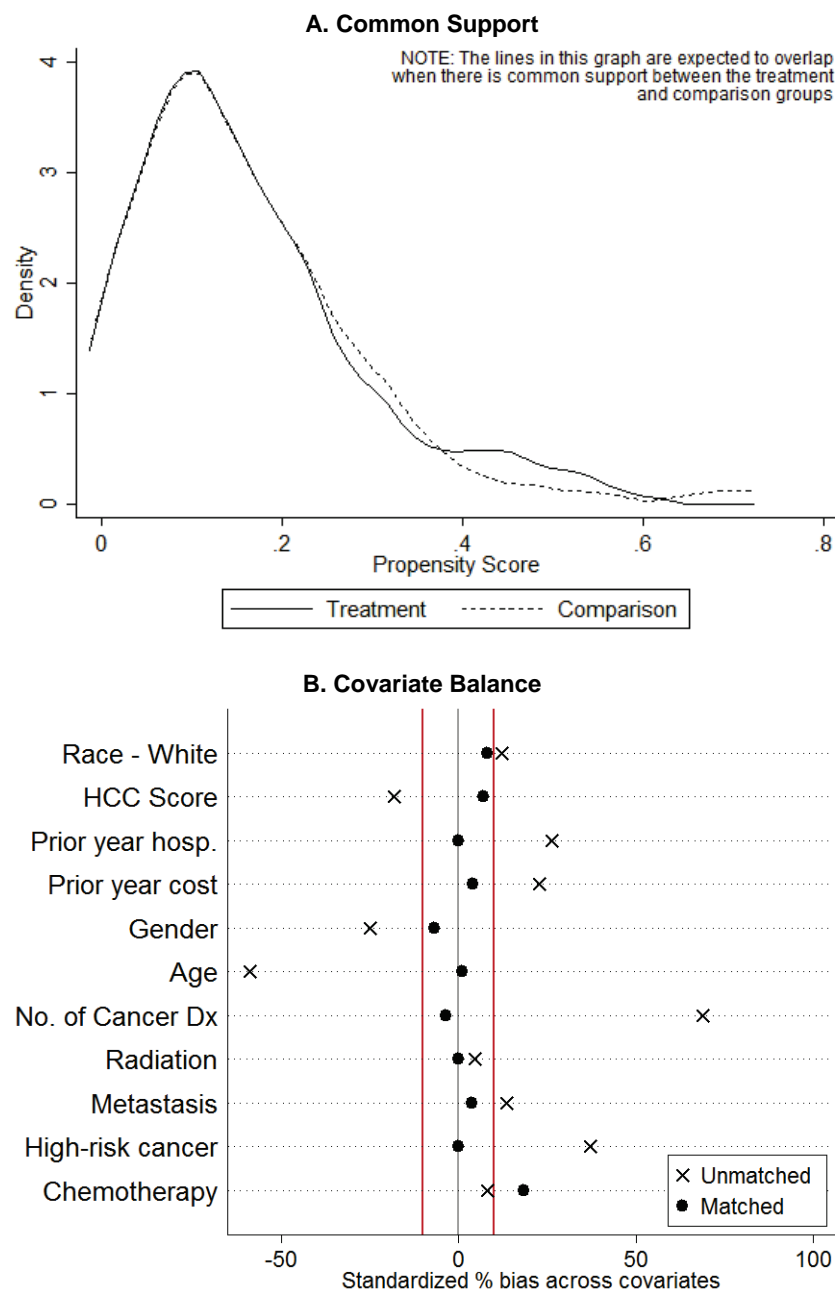 A. Common Support
NOTE: The lines in this graph are expected to overlap
when there is common support between the treatment
and comparison groups
4
3
2
1
0
Density
0 .2 .4 .6 .8
Propensity Score
Treatment Comparison
B. Covariate Balance
Race - White
HCC Score
Prior year hosp.
Prior year cost
Gender
Age
No. of Cancer Dx
Radiation
Metastasis
High-risk cancer
Chemotherapy
Unmatched
Matched
-50 0 50 100
Standardized % bias across covariates